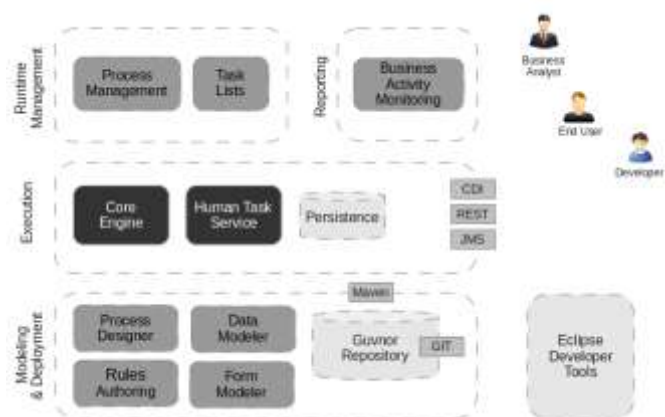 Runtime
Management
Process
Management
Task
Lists
Reporting
Business
Activity
Monitoring
Business
Analyst
End User
Developer
Execution
Core
Engine
Human Task
Service
Persistence
CDI
REST
JMS
Modeling
& Deployment
Process
Designer
Data
Modeler
Rules
Authoring
Form
Modeler
Maven
Guvnor
Repository
GIT
Eclipse
Developer
Tools